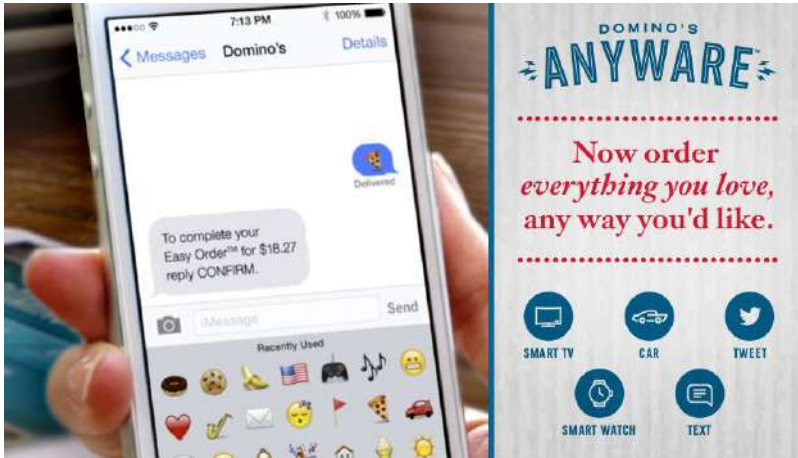 7:13 PM
100%
Messages
Domino's
Details
Delivered
To complete your
Easy Order™ for $18.27
reply CONFIRM.
iMessage
Send
Recently Used
DOMINO'S
ANYWARE™
Now order
everything you love,
any way you'd like.
SMART TV
CAR
TWEET
SMART WATCH
TEXT